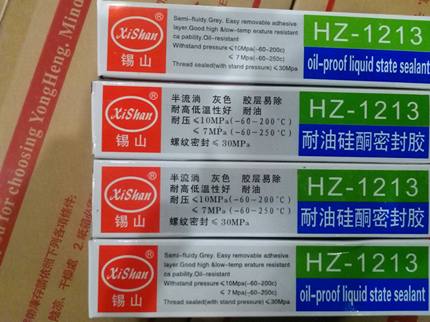 XiShan®
锡山
Semi-fluidy. Grey. Easy removable adhesive
layer. Good high &low-temp erature resistant
ca pability. Oil-resistant
Withstand pressure ≤10Mpa(-60~200c)
≤ 7Mpa(-60~250c)
Thread sealed(with stand pressure) ≤30Mpa
HZ-1213
oil-proof liquid state sealant
XiShan®
锡山
半流淌 灰色 胶层易除
耐高低温性好 耐油
耐压≤10MPa(-60~200℃)
≤7MPa(-60~250℃)
螺纹密封≤30MPa
HZ-1213
耐油硅酮密封胶
XiShan®
锡山
半流淌 灰色 胶层易除
耐高低温性好 耐油
耐压≤10MPa(-60~200℃)
≤7MPa(-60~250℃)
螺纹密封≤30MPa
HZ-1213
耐油硅酮密封胶
XiShan®
锡山
Semi-fluidy. Grey. Easy removable adhesive
layer. Good high &low-temp erature resistant
ca pability. Oil-resistant
Withstand pressure ≤10Mpa(-60~200c)
≤ 7Mpa(-60~250c)
Thread sealed(with stand pressure) ≤30Mpa
HZ-1213
oil-proof liquid state sealant
for choosing YongHeng, Mino